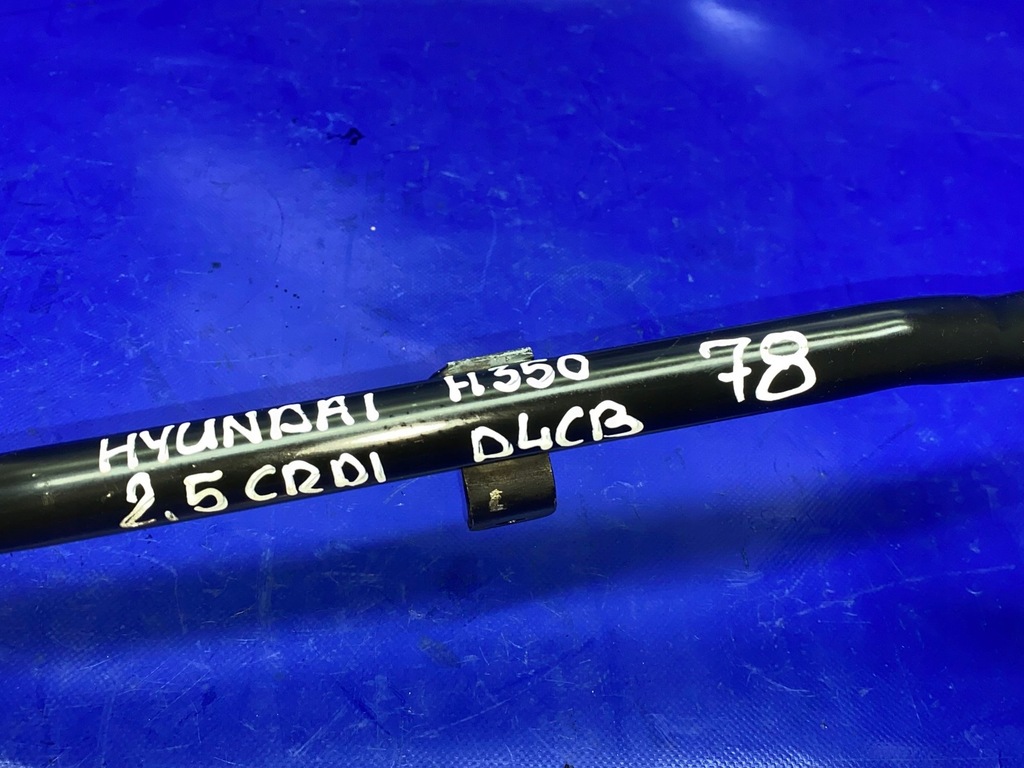 HYUNDAI H350
2.5 CRDI D4CB
78